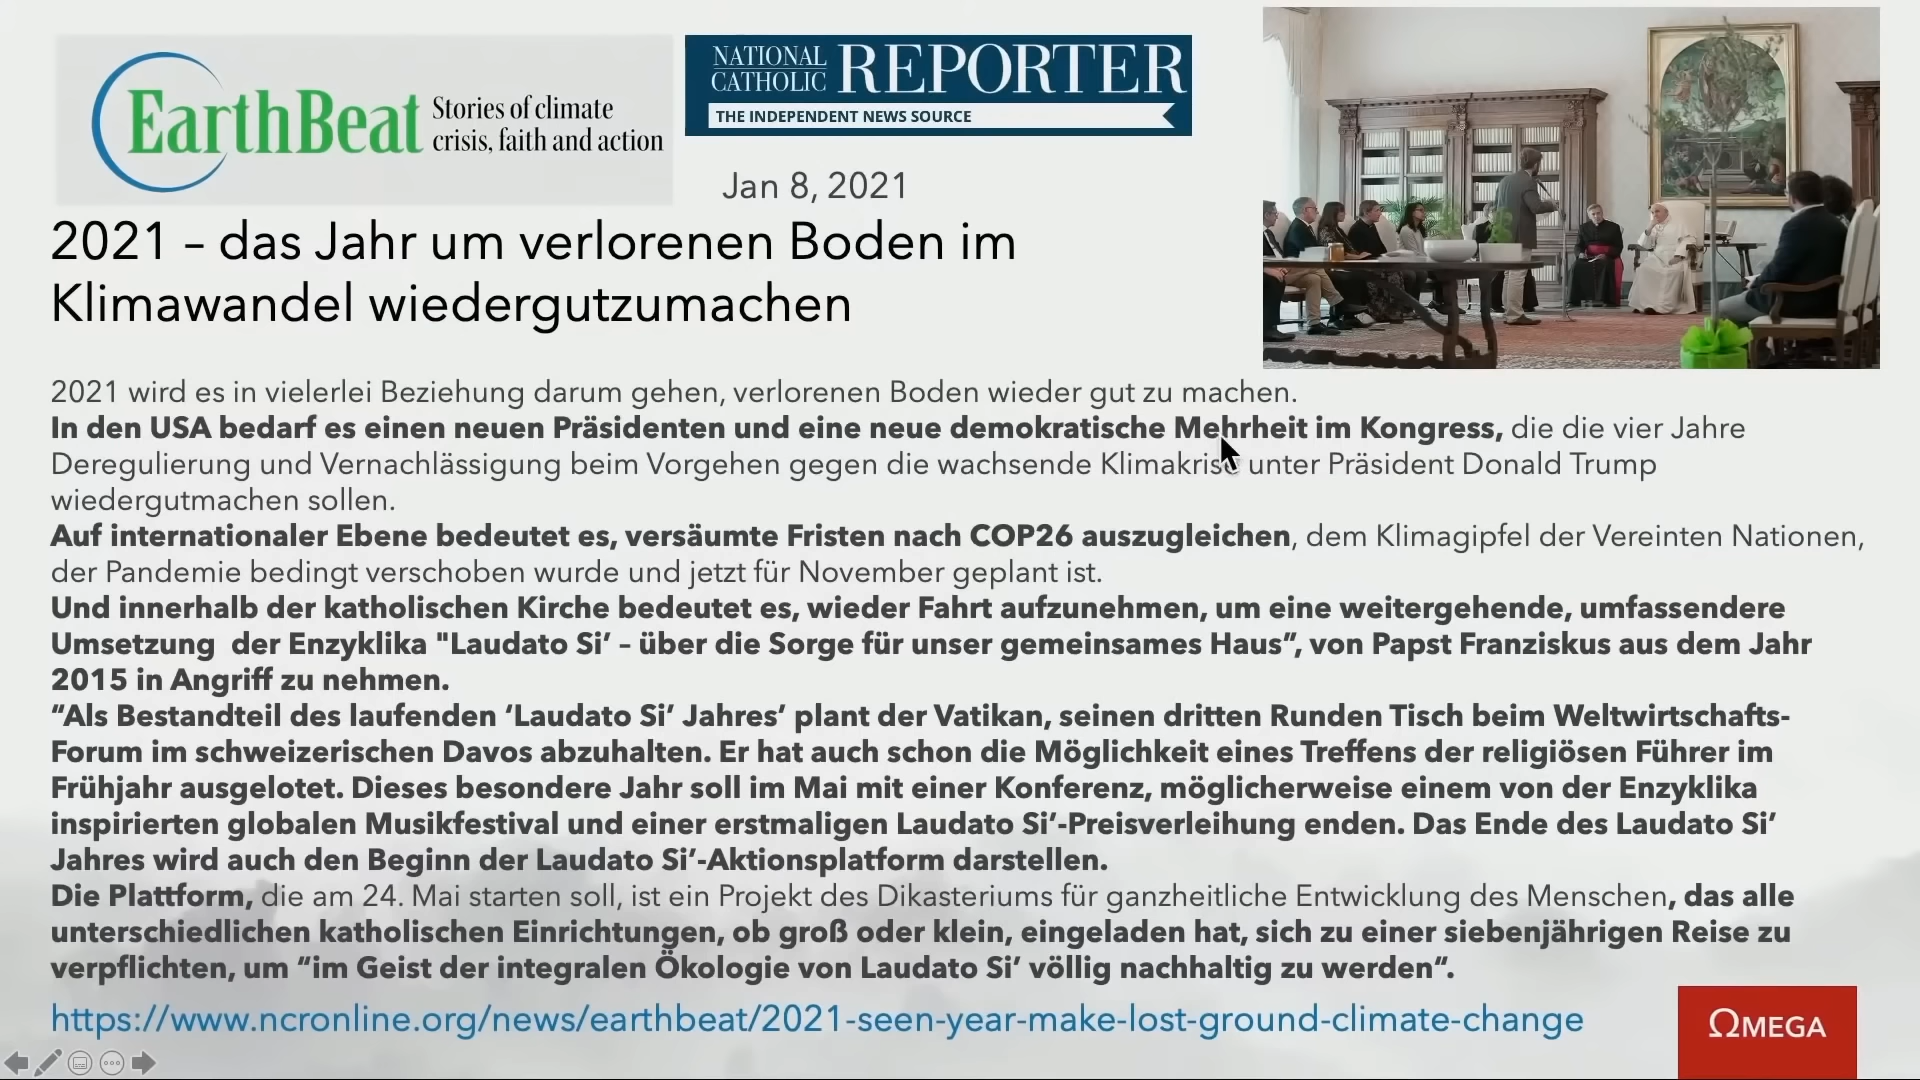 EarthBeat
Stories of climate
crisis, faith and action
NATIONAL
CATHOLIC
REPORTER
THE INDEPENDENT NEWS SOURCE
Jan 8, 2021
2021 – das Jahr um verlorenen Boden im
Klimawandel wiedergutzumachen
2021 wird es in vielerlei Beziehung darum gehen, verlorenen Boden wieder gut zu machen.
In den USA bedarf es einen neuen Präsidenten und eine neue demokratische Mehrheit im Kongress, die die vier Jahre
Deregulierung und Vernachlässigung beim Vorgehen gegen die wachsende Klimakrise unter Präsident Donald Trump
wiedergutmachen sollen.
Auf internationaler Ebene bedeutet es, versäumte Fristen nach COP26 auszugleichen, dem Klimagipfel der Vereinten Nationen,
der Pandemie bedingt verschoben wurde und jetzt für November geplant ist.
Und innerhalb der katholischen Kirche bedeutet es, wieder Fahrt aufzunehmen, um eine weitergehende, umfassendere
Umsetzung  der Enzyklika "Laudato Si’ – über die Sorge für unser gemeinsames Haus”, von Papst Franziskus aus dem Jahr
2015 in Angriff zu nehmen.
“Als Bestandteil des laufenden ‘Laudato Si’ Jahres’ plant der Vatikan, seinen dritten Runden Tisch beim Weltwirtschafts-
Forum im schweizerischen Davos abzuhalten. Er hat auch schon die Möglichkeit eines Treffens der religiösen Führer im
Frühjahr ausgelotet. Dieses besondere Jahr soll im Mai mit einer Konferenz, möglicherweise einem von der Enzyklika
inspirierten globalen Musikfestival und einer erstmaligen Laudato Si’-Preisverleihung enden. Das Ende des Laudato Si’
Jahres wird auch den Beginn der Laudato Si’-Aktionsplatform darstellen.
Die Plattform, die am 24. Mai starten soll, ist ein Projekt des Dikasteriums für ganzheitliche Entwicklung des Menschen, das alle
unterschiedlichen katholischen Einrichtungen, ob groß oder klein, eingeladen hat, sich zu einer siebenjährigen Reise zu
verpflichten, um “im Geist der integralen Ökologie von Laudato Si’ völlig nachhaltig zu werden”.
https://www.ncronline.org/news/earthbeat/2021-seen-year-make-lost-ground-climate-change
ΩMEGA